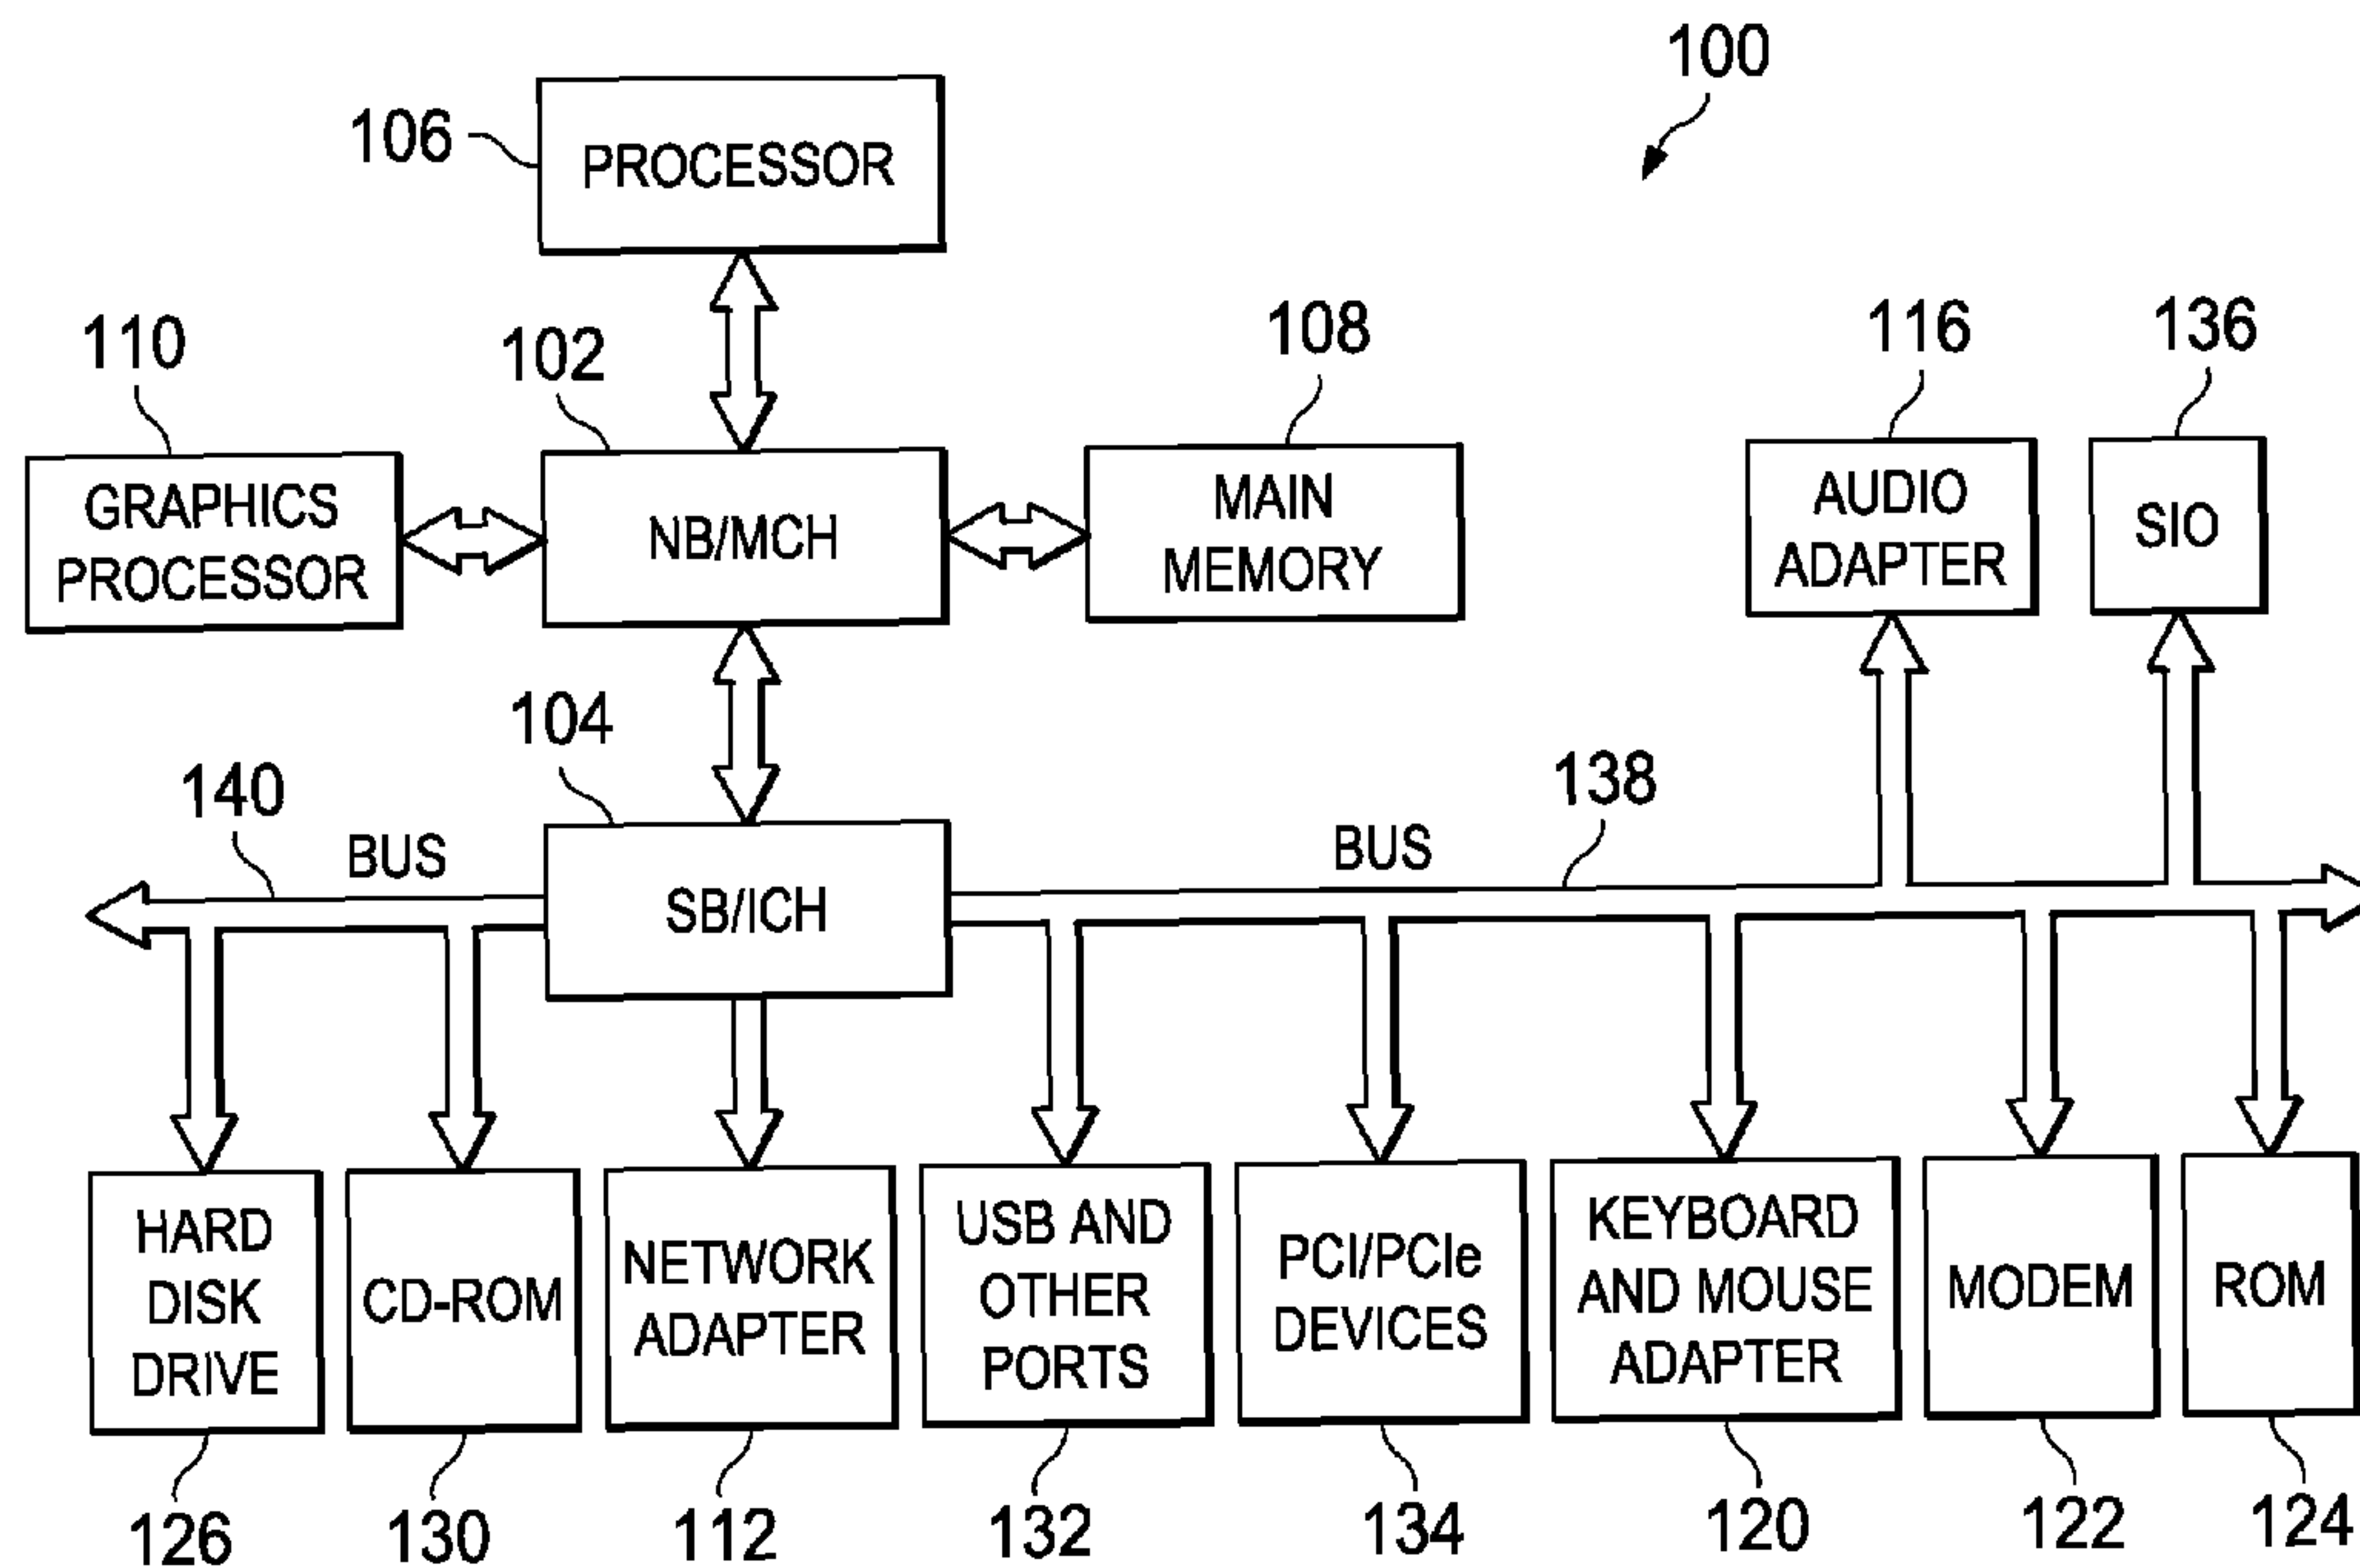 100
106
PROCESSOR
110
102
108
116
136
GRAPHICS
PROCESSOR
NB/MCH
MAIN
MEMORY
AUDIO
ADAPTER
SIO
104
140
BUS
138
BUS
SB/ICH
HARD
DISK
DRIVE
CD-ROM
NETWORK
ADAPTER
USB AND
OTHER
PORTS
PCI/PCIe
DEVICES
KEYBOARD
AND MOUSE
ADAPTER
MODEM
ROM
126
130
112
132
134
120
122
124